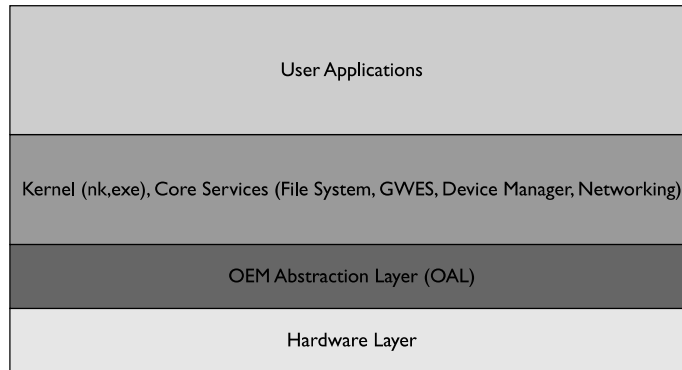 User Applications
Kernel (nk,exe), Core Services (File System, GWES, Device Manager, Networking)
OEM Abstraction Layer (OAL)
Hardware Layer